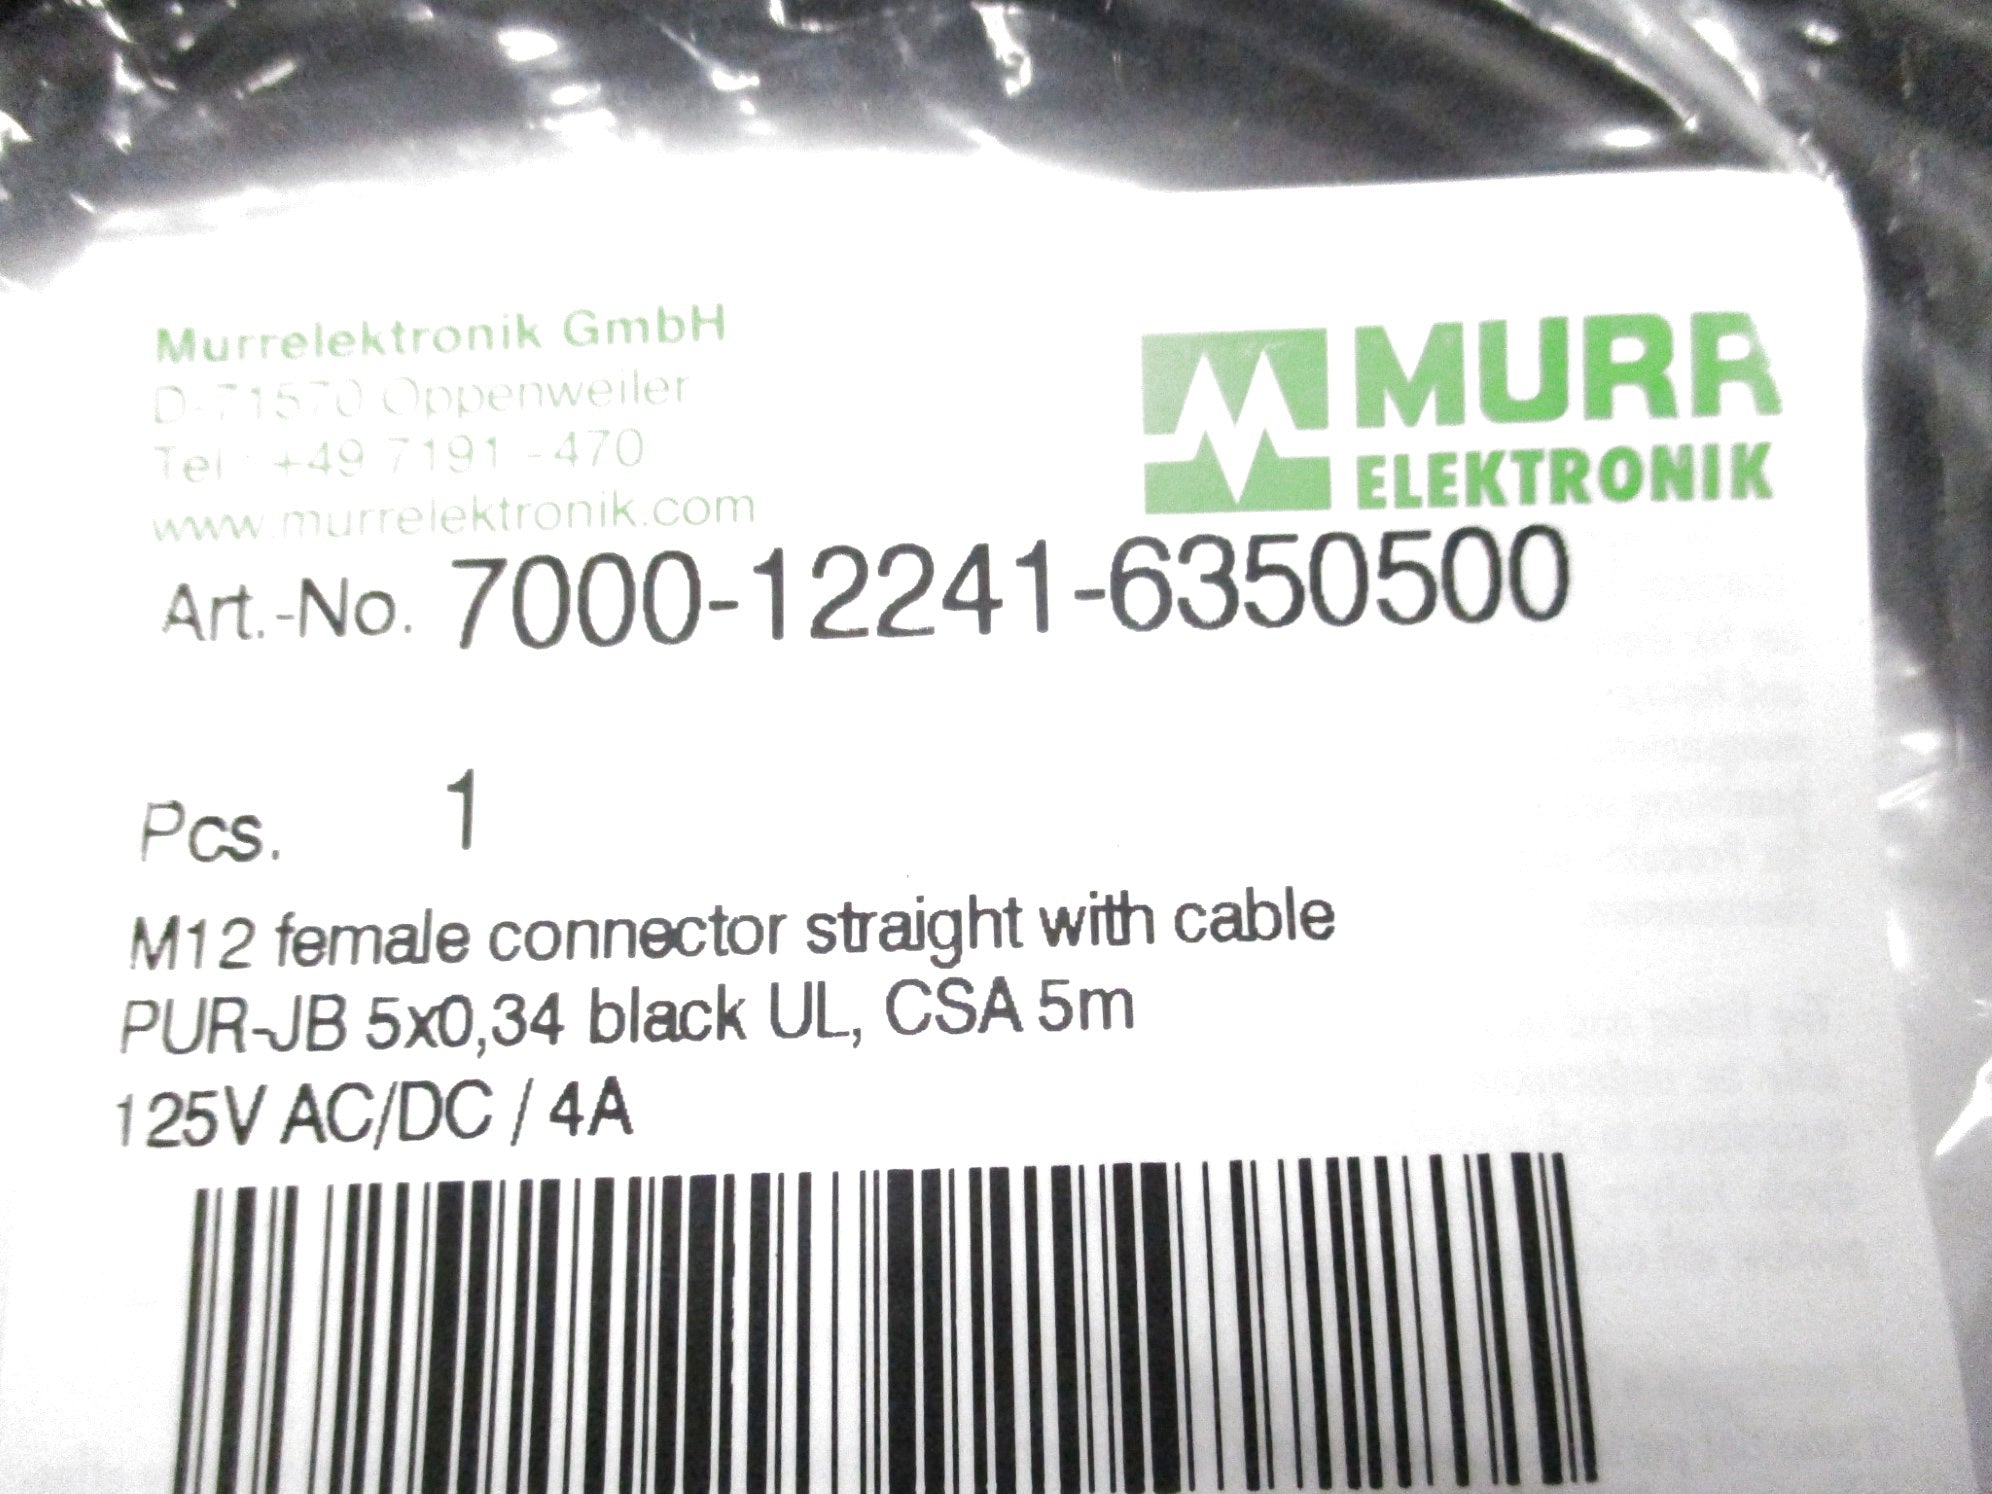 Murrelektronik GmbH
D-71570 Oppenweiler
Tel.: +49 7191 - 470
www.murrelektronik.com
MURR
ELEKTRONIK
Art.-No. 7000-12241-6350500
Pcs. 1
M12 female connector straight with cable
PUR-JB 5x0,34 black UL, CSA 5m
125V AC/DC / 4A